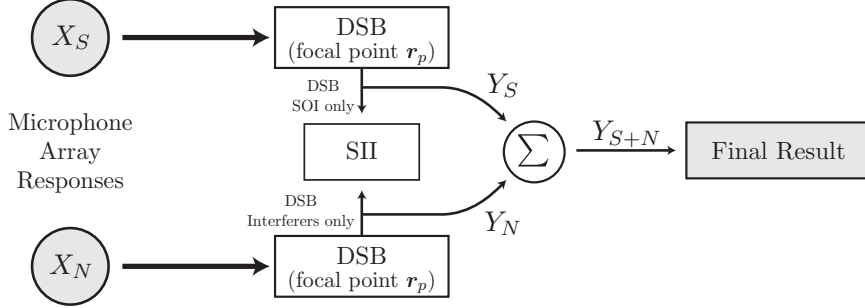 X_S
DSB
(focal point r_p)
DSB
SOI only
Y_S
Microphone
Array
Responses
SII
∑
Y_{S+N}
Final Result
DSB
Interferers only
Y_N
X_N
DSB
(focal point r_p)